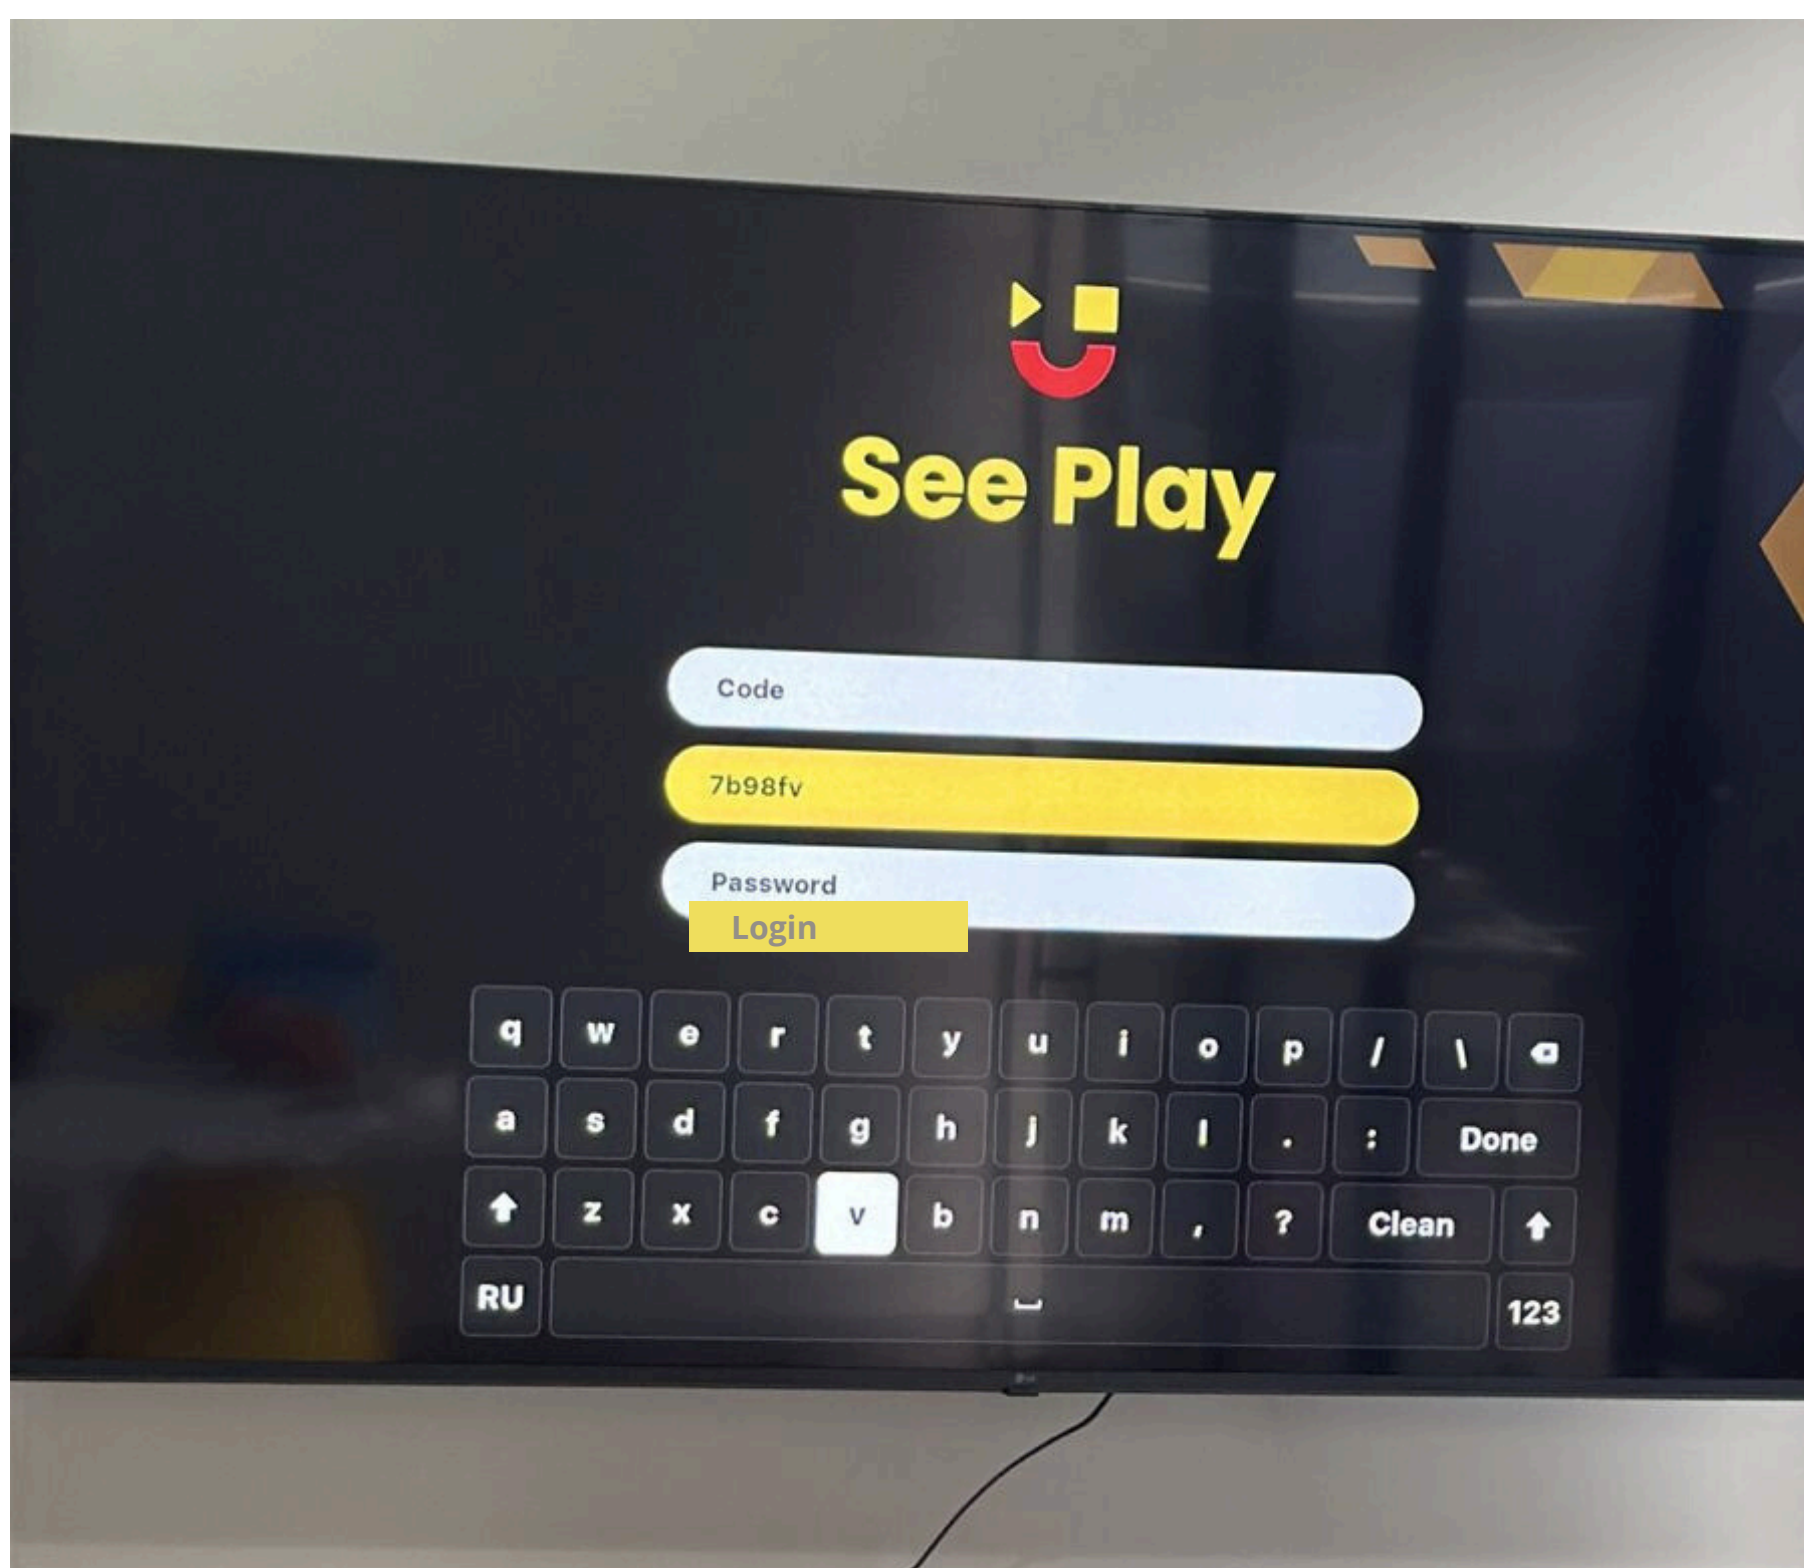 See Play
Code
7b98fv
Password
Login
q w e r t y u i o p / \
a s d f g h j k l . : Done
z x c v b n m , ? Clean
RU 123